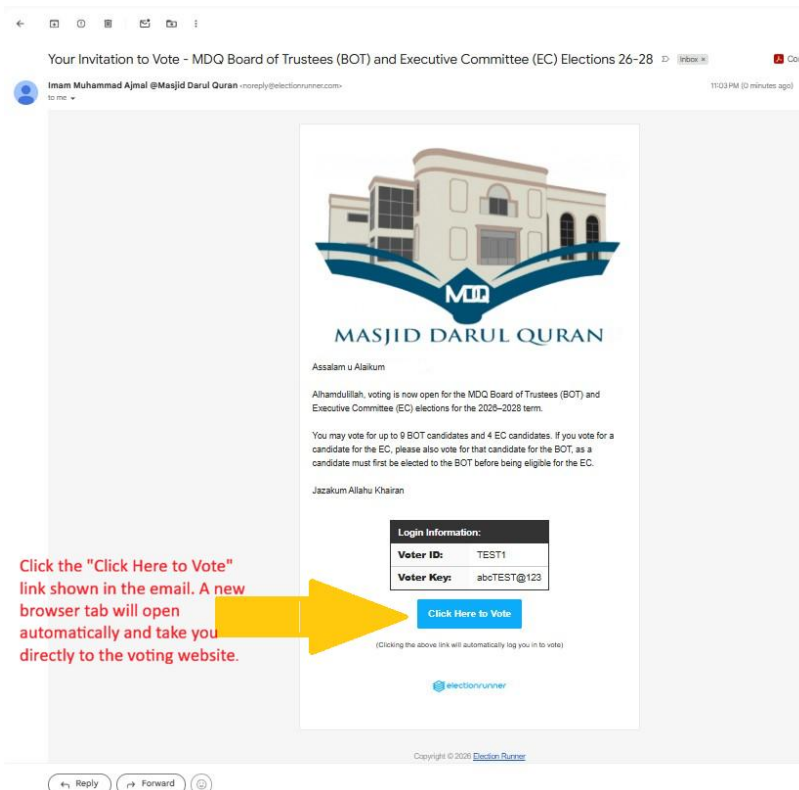 Your Invitation to Vote - MDQ Board of Trustees (BOT) and Executive Committee (EC) Elections 26-28 Inbox ×
Imam Muhammad Ajmal @Masjid Darul Quran <noreply@electionrunner.com> 11:03 PM (0 minutes ago)
to me
MDQ
MASJID DARUL QURAN
Assalam u Alaikum
Alhamdulillah, voting is now open for the MDQ Board of Trustees (BOT) and
Executive Committee (EC) elections for the 2026–2028 term.
You may vote for up to 9 BOT candidates and 4 EC candidates. If you vote for a
candidate for the EC, please also vote for that candidate for the BOT, as a
candidate must first be elected to the BOT before being eligible for the EC.
Jazakum Allahu Khairan
Login Information:
Voter ID: TEST1
Voter Key: abcTEST@123
Click Here to Vote
(Clicking the above link will automatically log you in to vote)
Click the "Click Here to Vote"
link shown in the email. A new
browser tab will open
automatically and take you
directly to the voting website.
electionrunner
Copyright © 2026 Election Runner
Reply Forward